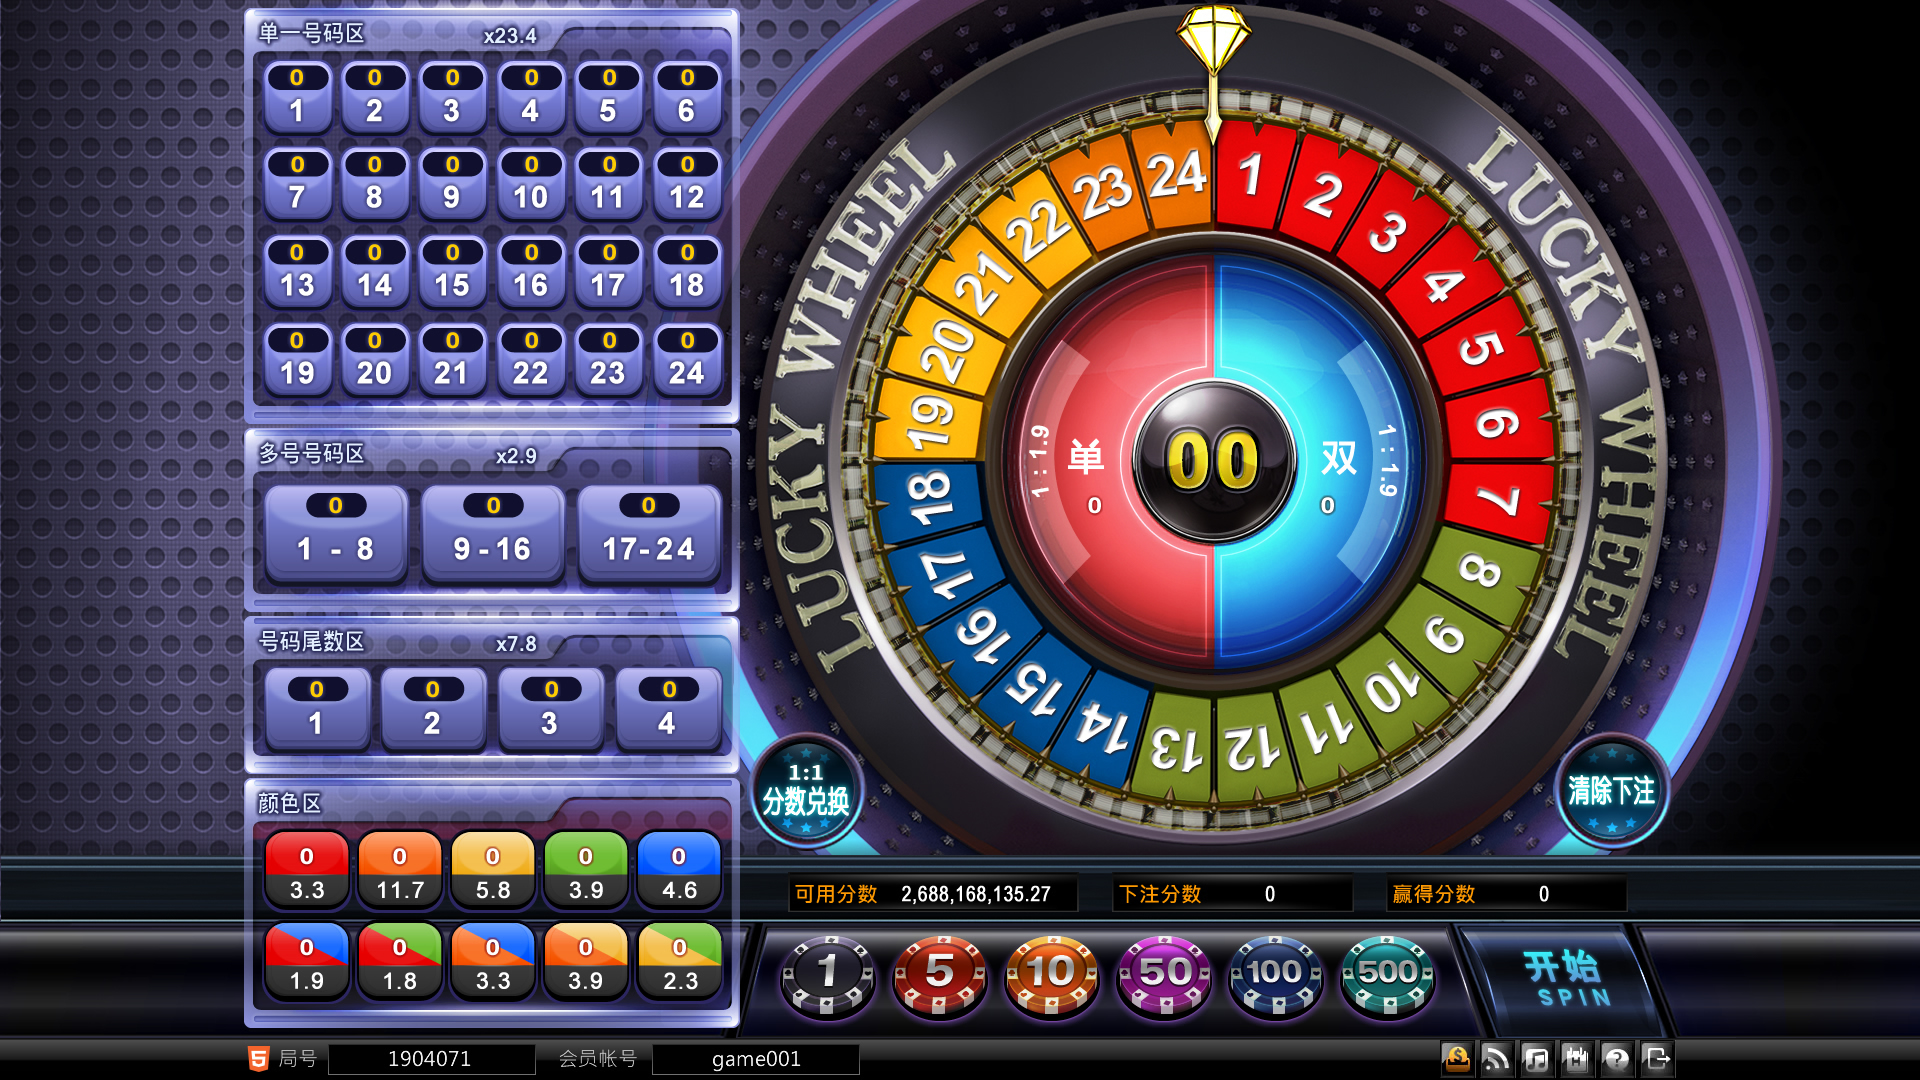 单一号码区 x23.4
0 0 0 0 0 0
1 2 3 4 5 6
0 0 0 0 0 0
7 8 9 10 11 12
0 0 0 0 0 0
13 14 15 16 17 18
0 0 0 0 0 0
19 20 21 22 23 24
多号号码区 x2.9
0 0 0
1 - 8 9 - 16 17- 24
号码尾数区 x7.8
0 0 0 0
1 2 3 4
颜色区
0 0 0 0 0
3.3 11.7 5.8 3.9 4.6
0 0 0 0 0
1.9 1.8 3.3 3.9 2.3
LUCKY WHEEL
LUCKY WHEEL
1 2 3 4 5 6 7 8 9 10 11 12 13 14 15 16 17 18 19 20 21 22 23 24
1:1.9
单
0
00
双
0
1:1.9
1:1
分数兑换
清除下注
可用分数 2,688,168,135.27
下注分数 0
赢得分数 0
1 5 10 50 100 500
开始
SPIN
5 局号 1904071 会员帐号 game001